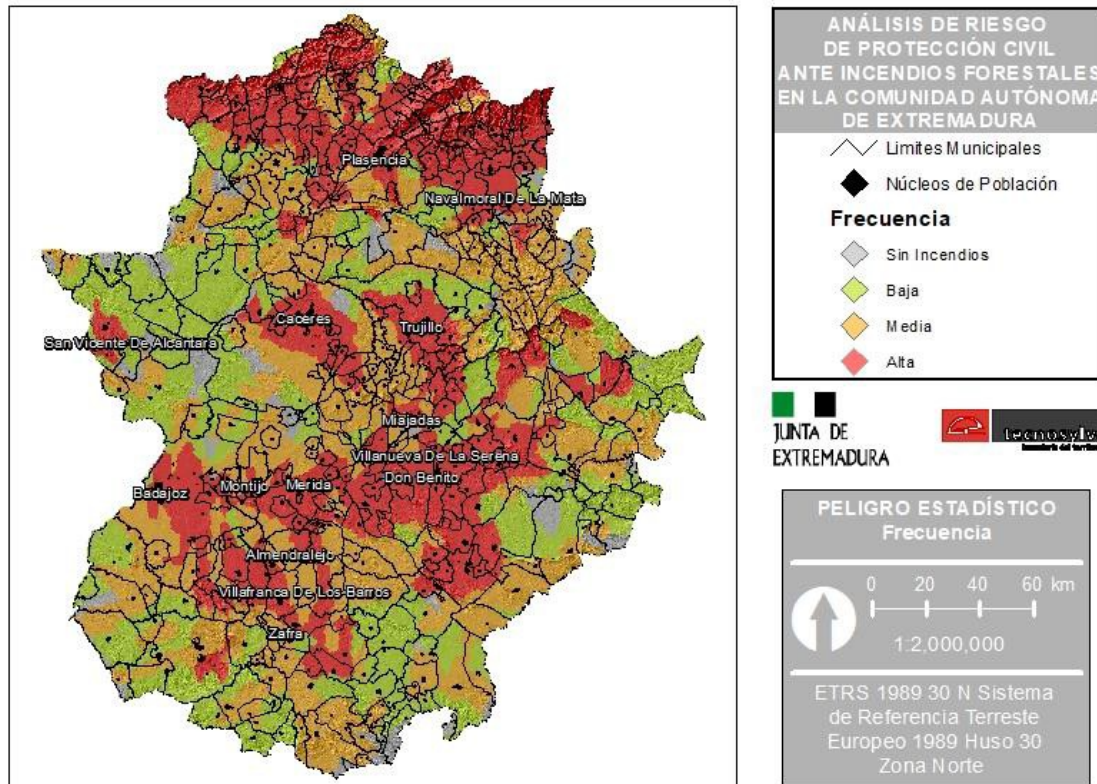 Plasencia
Navalmoral De La Mata
Caceres
Trujillo
San Vicente De Alcantara
Miajadas
Villanueva De La Serena
Don Benito
Badajoz
Montijo
Merida
Almendralejo
Villafranca De Los Barros
Zafra
ANÁLISIS DE RIESGO
DE PROTECCIÓN CIVIL
ANTE INCENDIOS FORESTALES
EN LA COMUNIDAD AUTÓNOMA
DE EXTREMADURA
Limites Municipales
Núcleos de Población
Frecuencia
Sin Incendios
Baja
Media
Alta
JUNTA DE
EXTREMADURA
tecnosylv
PELIGRO ESTADÍSTICO
Frecuencia
0 20 40 60 km
1:2,000,000
ETRS 1989 30 N Sistema
de Referencia Terreste
Europeo 1989 Huso 30
Zona Norte